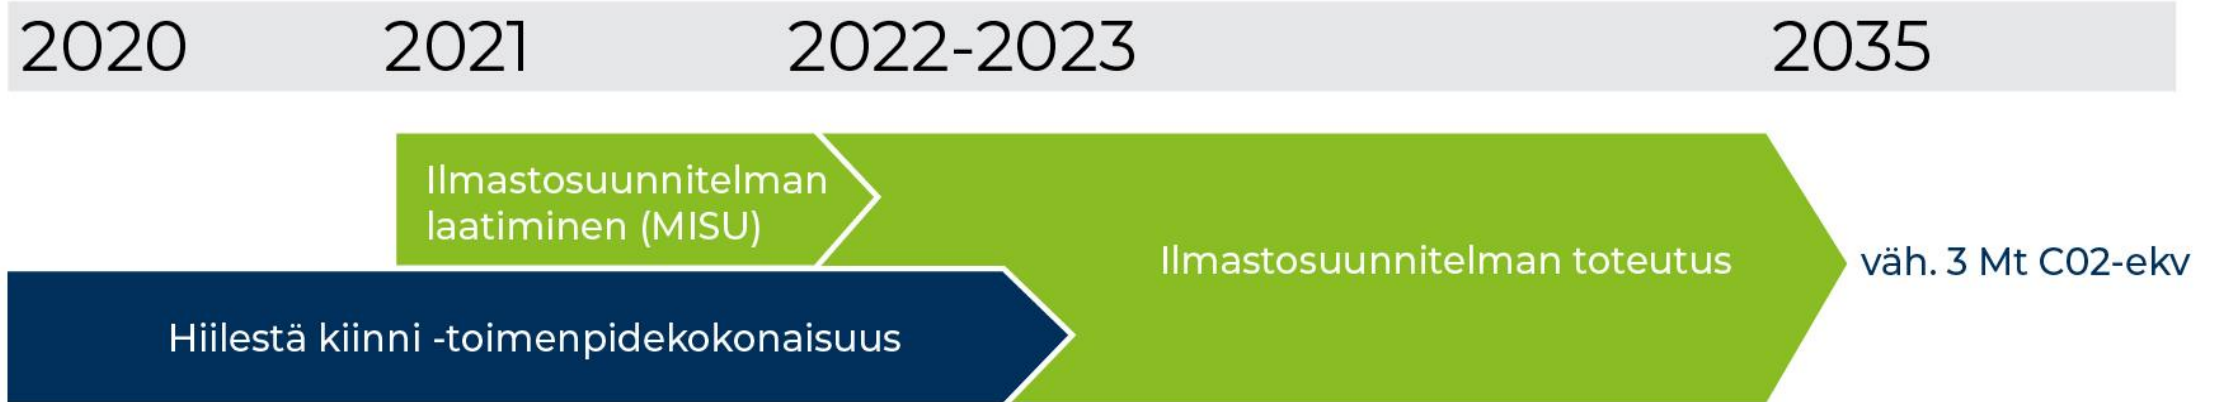 2020 2021 2022-2023 2035
Ilmastosuunnitelman
laatiminen (MISU)
Ilmastosuunnitelman toteutus
väh. 3 Mt C02-ekv
Hiilestä kiinni -toimenpidekokonaisuus